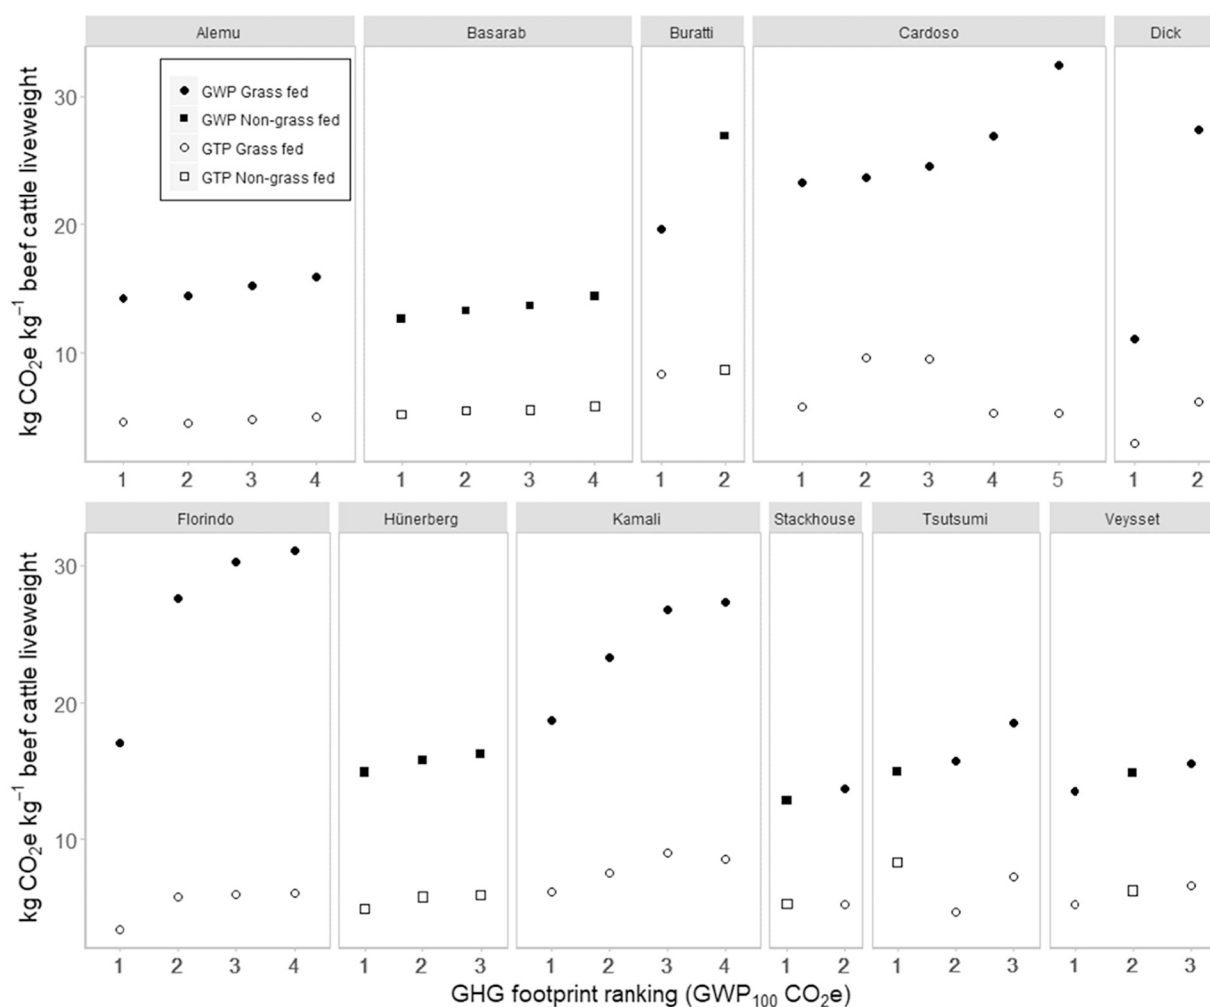 Alemu Basarab Buratti Cardoso Dick
GWP Grass fed
GWP Non-grass fed
GTP Grass fed
GTP Non-grass fed
30
20
10
kg CO₂e kg⁻¹ beef cattle liveweight
1 2 3 4 1 2 3 4 1 2 1 2 3 4 5 1 2
Florindo Hünerberg Kamali Stackhouse Tsutsumi Veysset
30
20
10
kg CO₂e kg⁻¹ beef cattle liveweight
1 2 3 4 1 2 3 1 2 3 4 1 2 1 2 3 1 2 3
GHG footprint ranking (GWP₁₀₀ CO₂e)